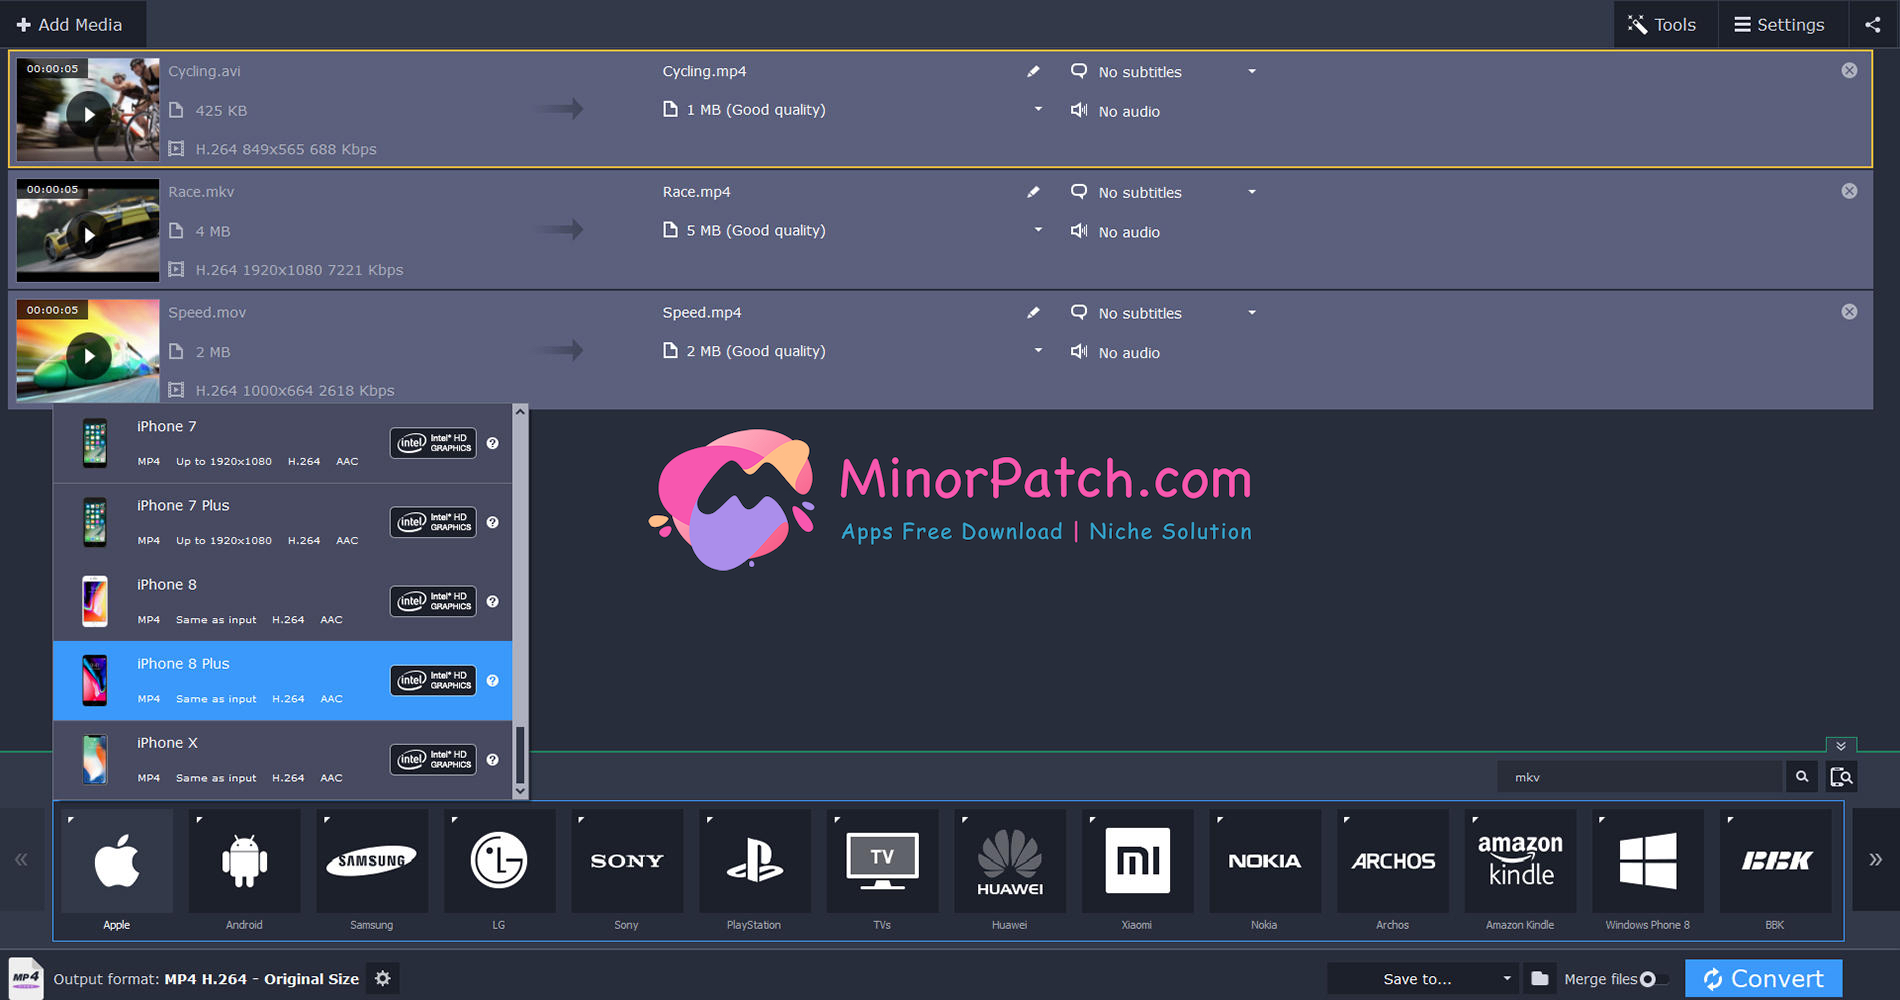 Add Media
Tools
Settings
00:00:05
Cycling.avi
425 KB
H.264 849x565 688 Kbps
Cycling.mp4
1 MB (Good quality)
No subtitles
No audio
00:00:05
Race.mkv
4 MB
H.264 1920x1080 7221 Kbps
Race.mp4
5 MB (Good quality)
No subtitles
No audio
00:00:05
Speed.mov
2 MB
H.264 1000x664 2618 Kbps
Speed.mp4
2 MB (Good quality)
No subtitles
No audio
iPhone 7
MP4 Up to 1920x1080 H.264 AAC
intel Intel® HD
GRAPHICS
?
iPhone 7 Plus
MP4 Up to 1920x1080 H.264 AAC
intel Intel® HD
GRAPHICS
?
iPhone 8
MP4 Same as input H.264 AAC
intel Intel® HD
GRAPHICS
?
iPhone 8 Plus
MP4 Same as input H.264 AAC
intel Intel® HD
GRAPHICS
?
iPhone X
MP4 Same as input H.264 AAC
intel Intel® HD
GRAPHICS
?
MinorPatch.com
Apps Free Download | Niche Solution
mkv
SAMSUNG
LG
SONY
TV
HUAWEI
mi
NOKIA
ARCHOS
amazon
kindle
BBK
Apple
Android
Samsung
LG
Sony
PlayStation
TVs
Huawei
Xiaomi
Nokia
Archos
Amazon Kindle
Windows Phone 8
BBK
MP4
Output format: MP4 H.264 - Original Size
Save to...
Merge files
Convert